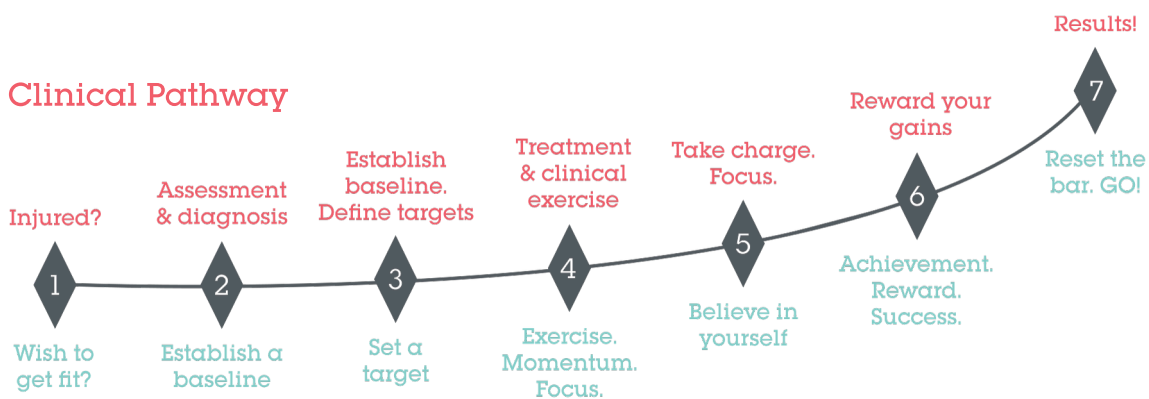 Clinical Pathway
Injured?
1
Wish to
get fit?
Assessment
& diagnosis
2
Establish a
baseline
Establish
baseline.
Define targets
3
Set a
target
Treatment
& clinical
exercise
4
Exercise.
Momentum.
Focus.
Take charge.
Focus.
5
Believe in
yourself
Reward your
gains
6
Achievement.
Reward.
Success.
Results!
7
Reset the
bar. GO!